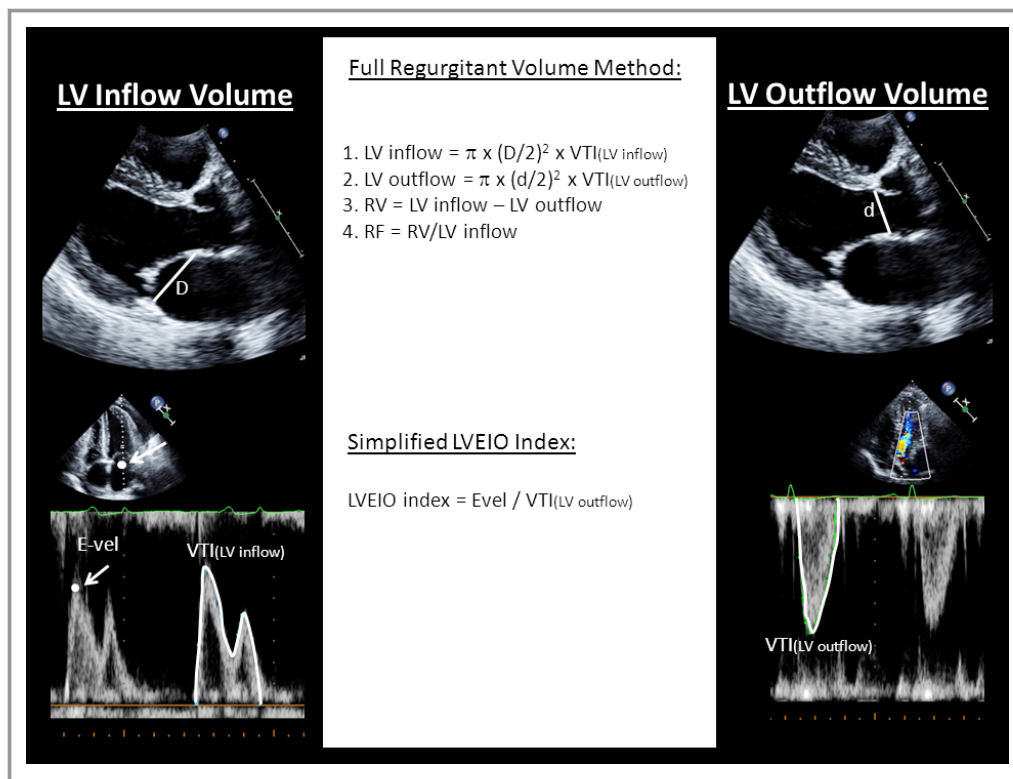 LV Inflow Volume
D
E-vel
VTI(LV inflow)
Full Regurgitant Volume Method:
1. LV inflow = π x (D/2)² x VTI(LV inflow)
2. LV outflow = π x (d/2)² x VTI(LV outflow)
3. RV = LV inflow – LV outflow
4. RF = RV/LV inflow
Simplified LVEIO Index:
LVEIO index = Evel / VTI(LV outflow)
LV Outflow Volume
d
VTI(LV outflow)